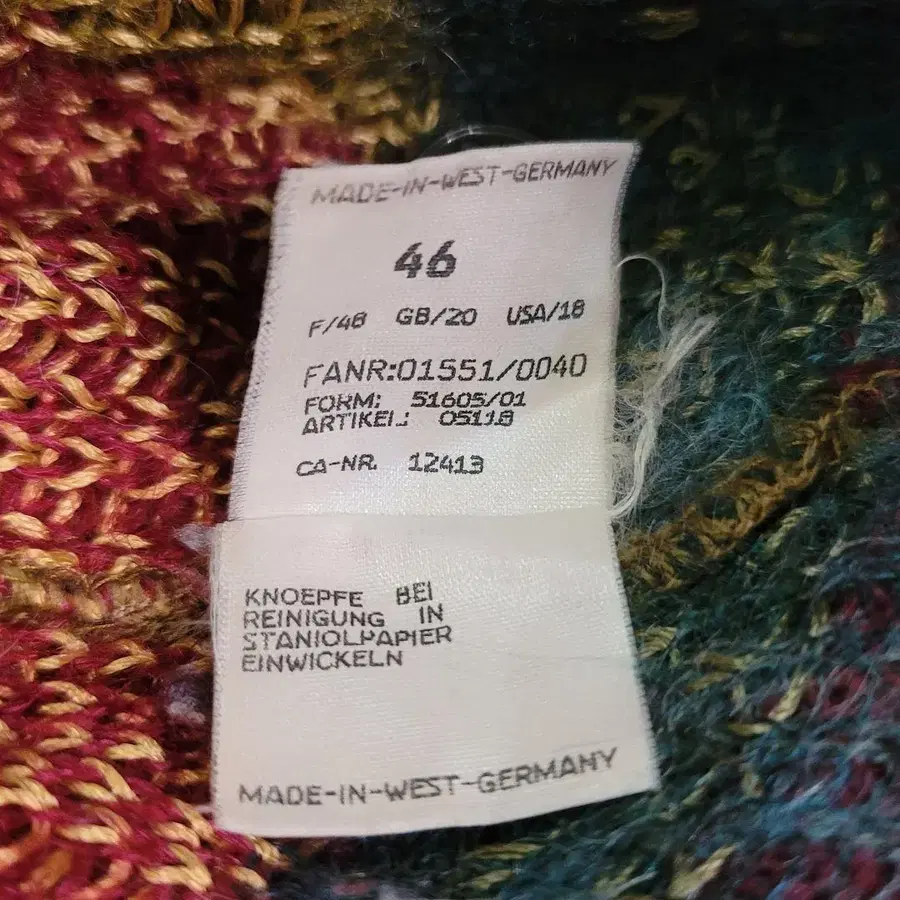 MADE-IN-WEST-GERMANY
46
F/48 GB/20 USA/18
FANR:01551/0040
FORM: 51605/01
ARTIKEL: 05118
CA-NR. 12413
KNOEPFE BEI
REINIGUNG IN
STANIOLPAPIER
EINWICKELN
MADE-IN-WEST-GERMANY